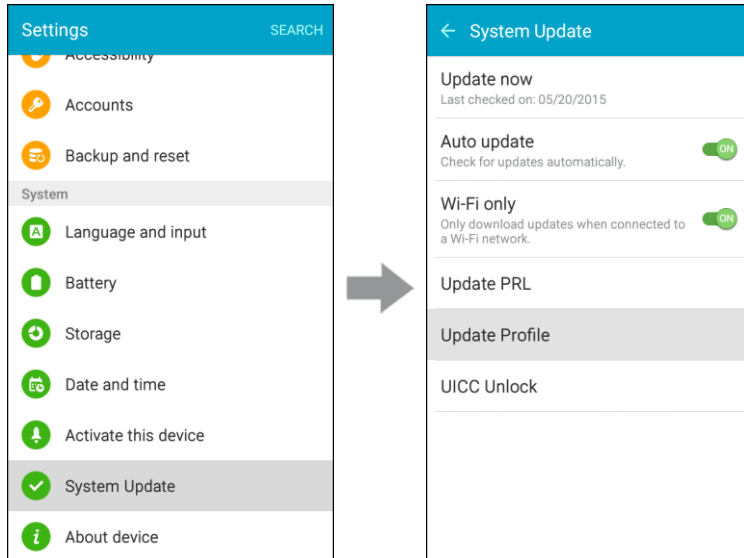 Settings
SEARCH
Accessibility
Accounts
Backup and reset
System
Language and input
Battery
Storage
Date and time
Activate this device
System Update
About device
System Update
Update now
Last checked on: 05/20/2015
Auto update
Check for updates automatically.
ON
Wi-Fi only
Only download updates when connected to
a Wi-Fi network.
ON
Update PRL
Update Profile
UICC Unlock